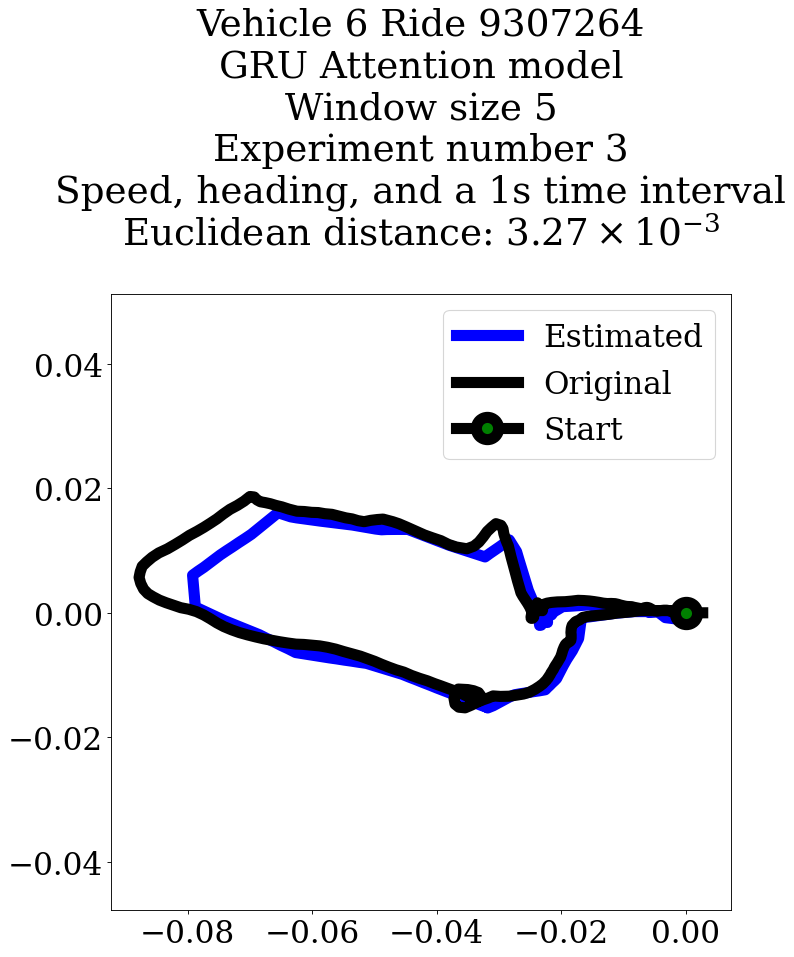 Vehicle 6 Ride 9307264
GRU Attention model
Window size 5
Experiment number 3
Speed, heading, and a 1s time interval
Euclidean distance: 3.27 × 10⁻³
Estimated
Original
Start
0.04
0.02
0.00
−0.02
−0.04
−0.08 −0.06 −0.04 −0.02 0.00